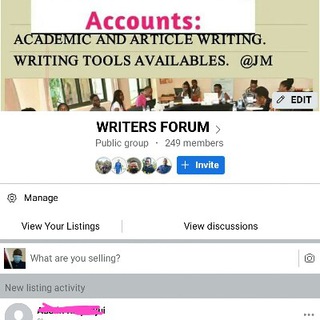 Accounts:
ACADEMIC AND ARTICLE WRITING.
WRITING TOOLS AVAILABLES. @JM
EDIT
WRITERS FORUM >
Public group · 249 members
+ Invite
Manage
View Your Listings
View discussions
What are you selling?
New listing activity